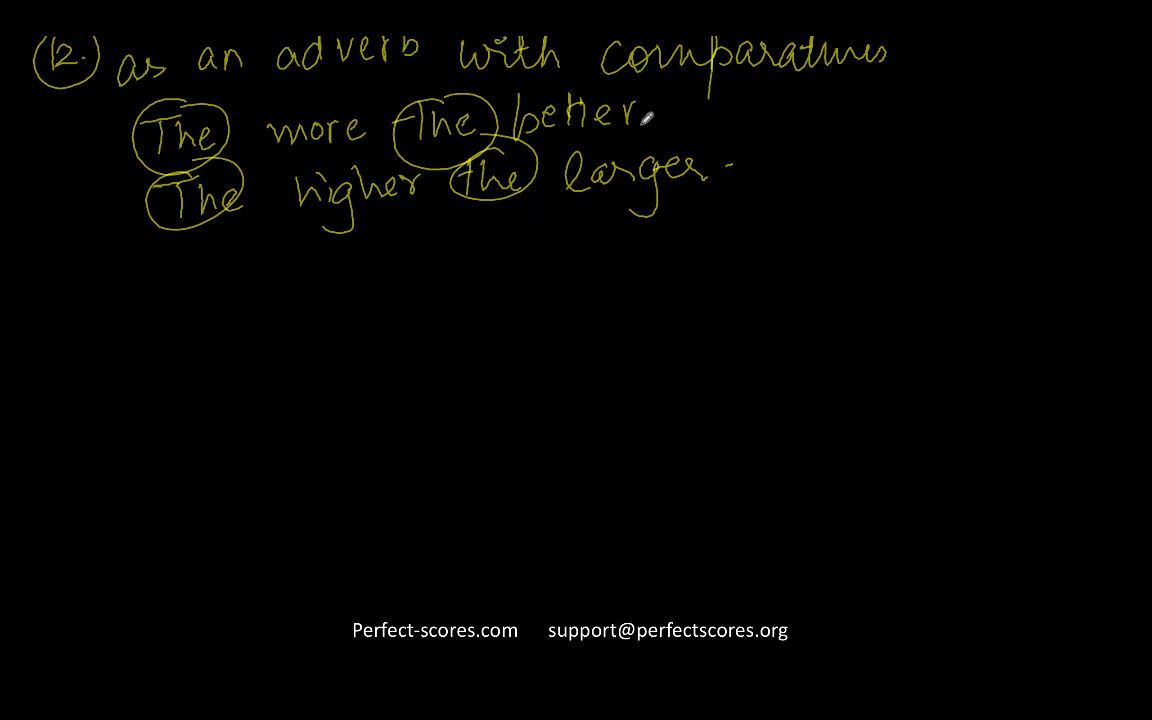 (12.) as an adverb with comparatives
The more the better
The higher the larger.
Perfect-scores.com support@perfectscores.org